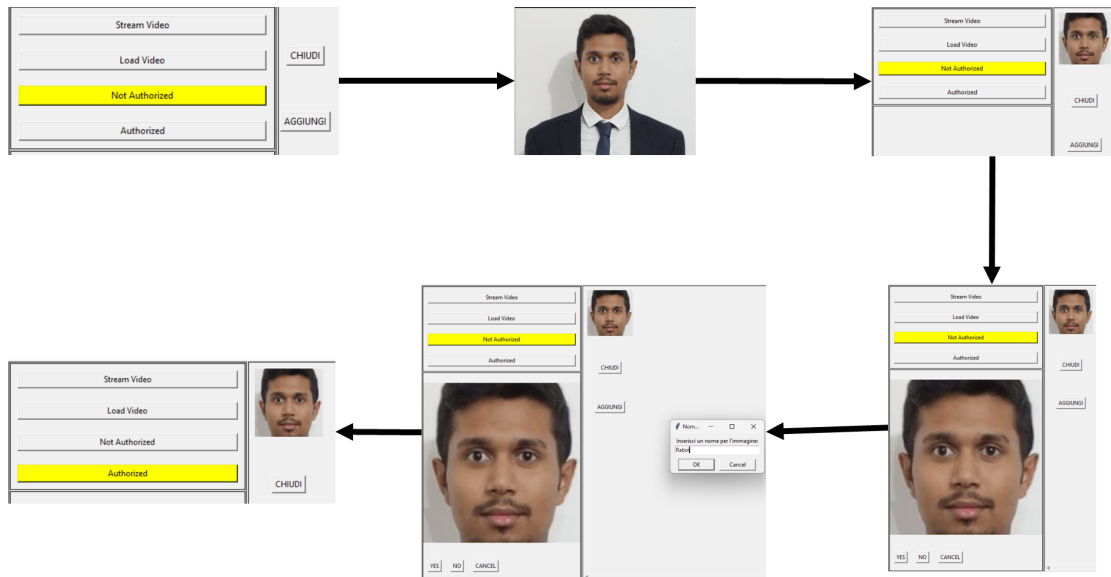 Stream Video
Load Video
Not Authorized
Authorized
CHIUDI
AGGIUNGI
Stream Video
Load Video
Not Authorized
Authorized
CHIUDI
AGGIUNGI
Stream Video
Load Video
Not Authorized
Authorized
CHIUDI
AGGIUNGI
YES NO CANCEL
Stream Video
Load Video
Not Authorized
Authorized
CHIUDI
AGGIUNGI
Nom...
Inserisci un nome per l'immagine:
Rabin
OK Cancel
YES NO CANCEL
Stream Video
Load Video
Not Authorized
Authorized
CHIUDI